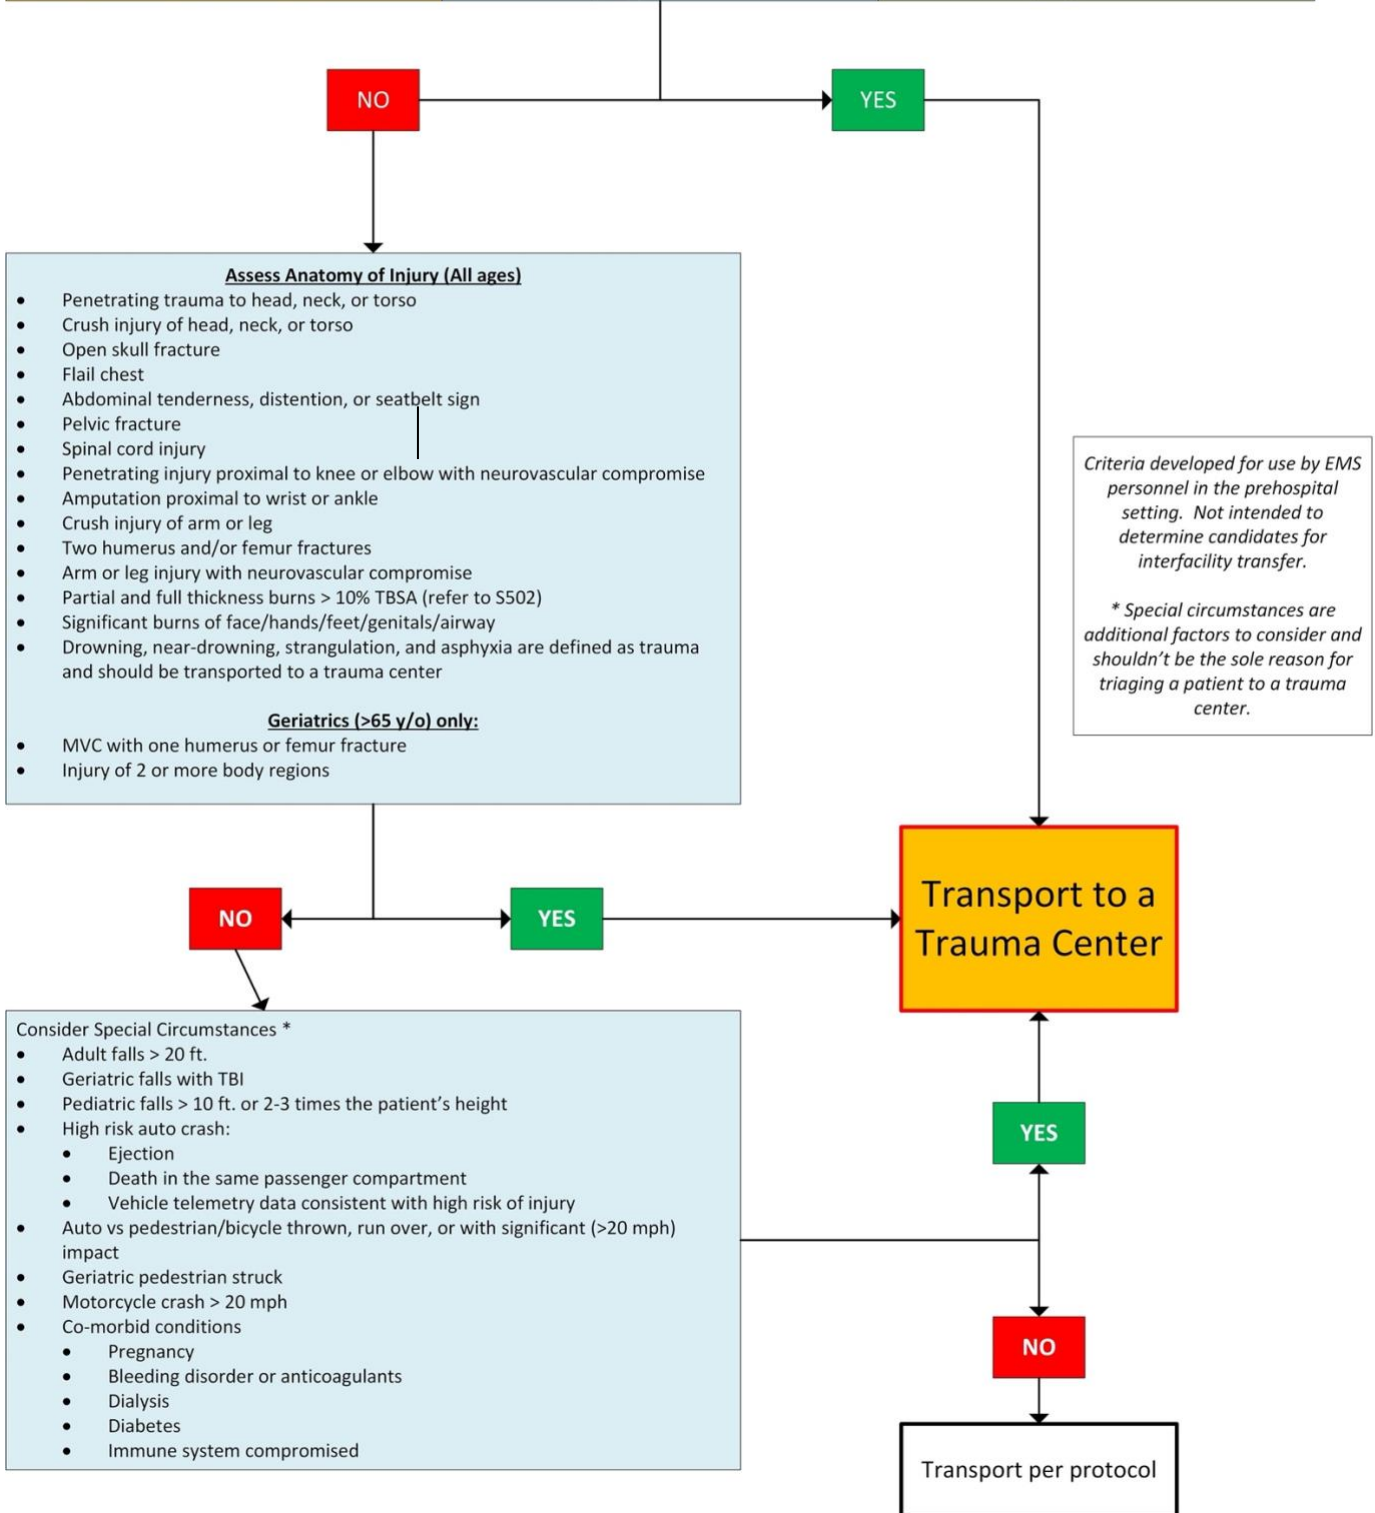 NO
YES
Assess Anatomy of Injury (All ages)
• Penetrating trauma to head, neck, or torso
• Crush injury of head, neck, or torso
• Open skull fracture
• Flail chest
• Abdominal tenderness, distention, or seatbelt sign
• Pelvic fracture
• Spinal cord injury
• Penetrating injury proximal to knee or elbow with neurovascular compromise
• Amputation proximal to wrist or ankle
• Crush injury of arm or leg
• Two humerus and/or femur fractures
• Arm or leg injury with neurovascular compromise
• Partial and full thickness burns > 10% TBSA (refer to S502)
• Significant burns of face/hands/feet/genitals/airway
• Drowning, near-drowning, strangulation, and asphyxia are defined as trauma
and should be transported to a trauma center
Geriatrics (>65 y/o) only:
• MVC with one humerus or femur fracture
• Injury of 2 or more body regions
Criteria developed for use by EMS
personnel in the prehospital
setting. Not intended to
determine candidates for
interfacility transfer.
* Special circumstances are
additional factors to consider and
shouldn't be the sole reason for
triaging a patient to a trauma
center.
NO
YES
Transport to a
Trauma Center
Consider Special Circumstances *
• Adult falls > 20 ft.
• Geriatric falls with TBI
• Pediatric falls > 10 ft. or 2-3 times the patient's height
• High risk auto crash:
• Ejection
• Death in the same passenger compartment
• Vehicle telemetry data consistent with high risk of injury
• Auto vs pedestrian/bicycle thrown, run over, or with significant (>20 mph)
impact
• Geriatric pedestrian struck
• Motorcycle crash > 20 mph
• Co-morbid conditions
• Pregnancy
• Bleeding disorder or anticoagulants
• Dialysis
• Diabetes
• Immune system compromised
YES
NO
Transport per protocol